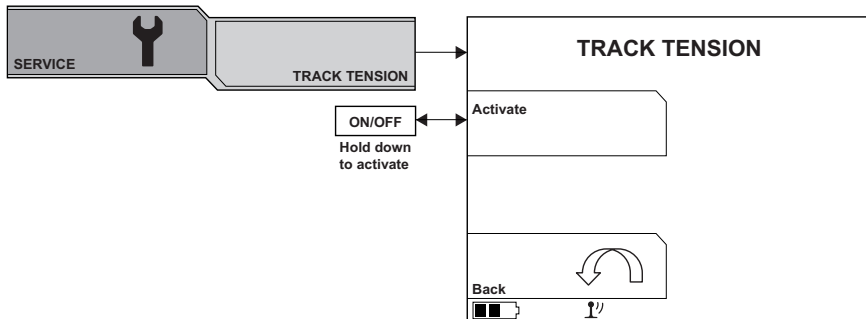 SERVICE
TRACK TENSION
TRACK TENSION
ON/OFF
Hold down
to activate
Activate
Back